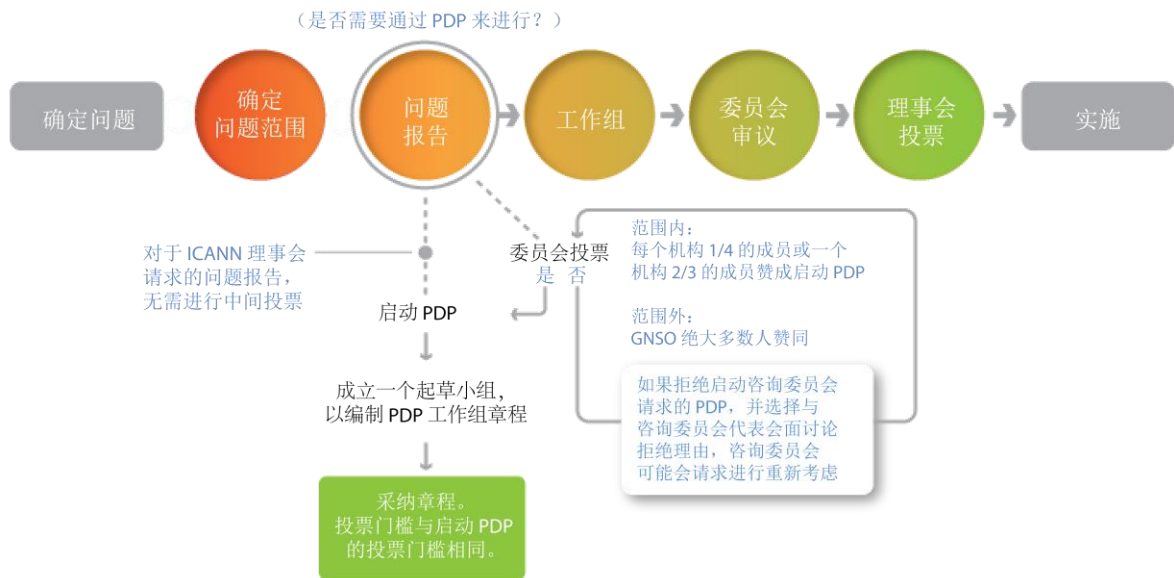 （是否需要通过 PDP 来进行？）
确定问题
确定
问题范围
问题
报告
工作组
委员会
审议
理事会
投票
实施
对于 ICANN 理事会
请求的问题报告，
无需进行中间投票
委员会投票
是 否
启动 PDP
成立一个起草小组，
以编制 PDP 工作组章程
采纳章程。
投票门槛与启动 PDP
的投票门槛相同。
范围内：
每个机构 1/4 的成员或一个
机构 2/3 的成员赞成启动 PDP
范围外：
GNSO 绝大多数人赞同
如果拒绝启动咨询委员会
请求的 PDP，并选择与
咨询委员会代表会面讨论
拒绝理由，咨询委员会
可能会请求进行重新考虑